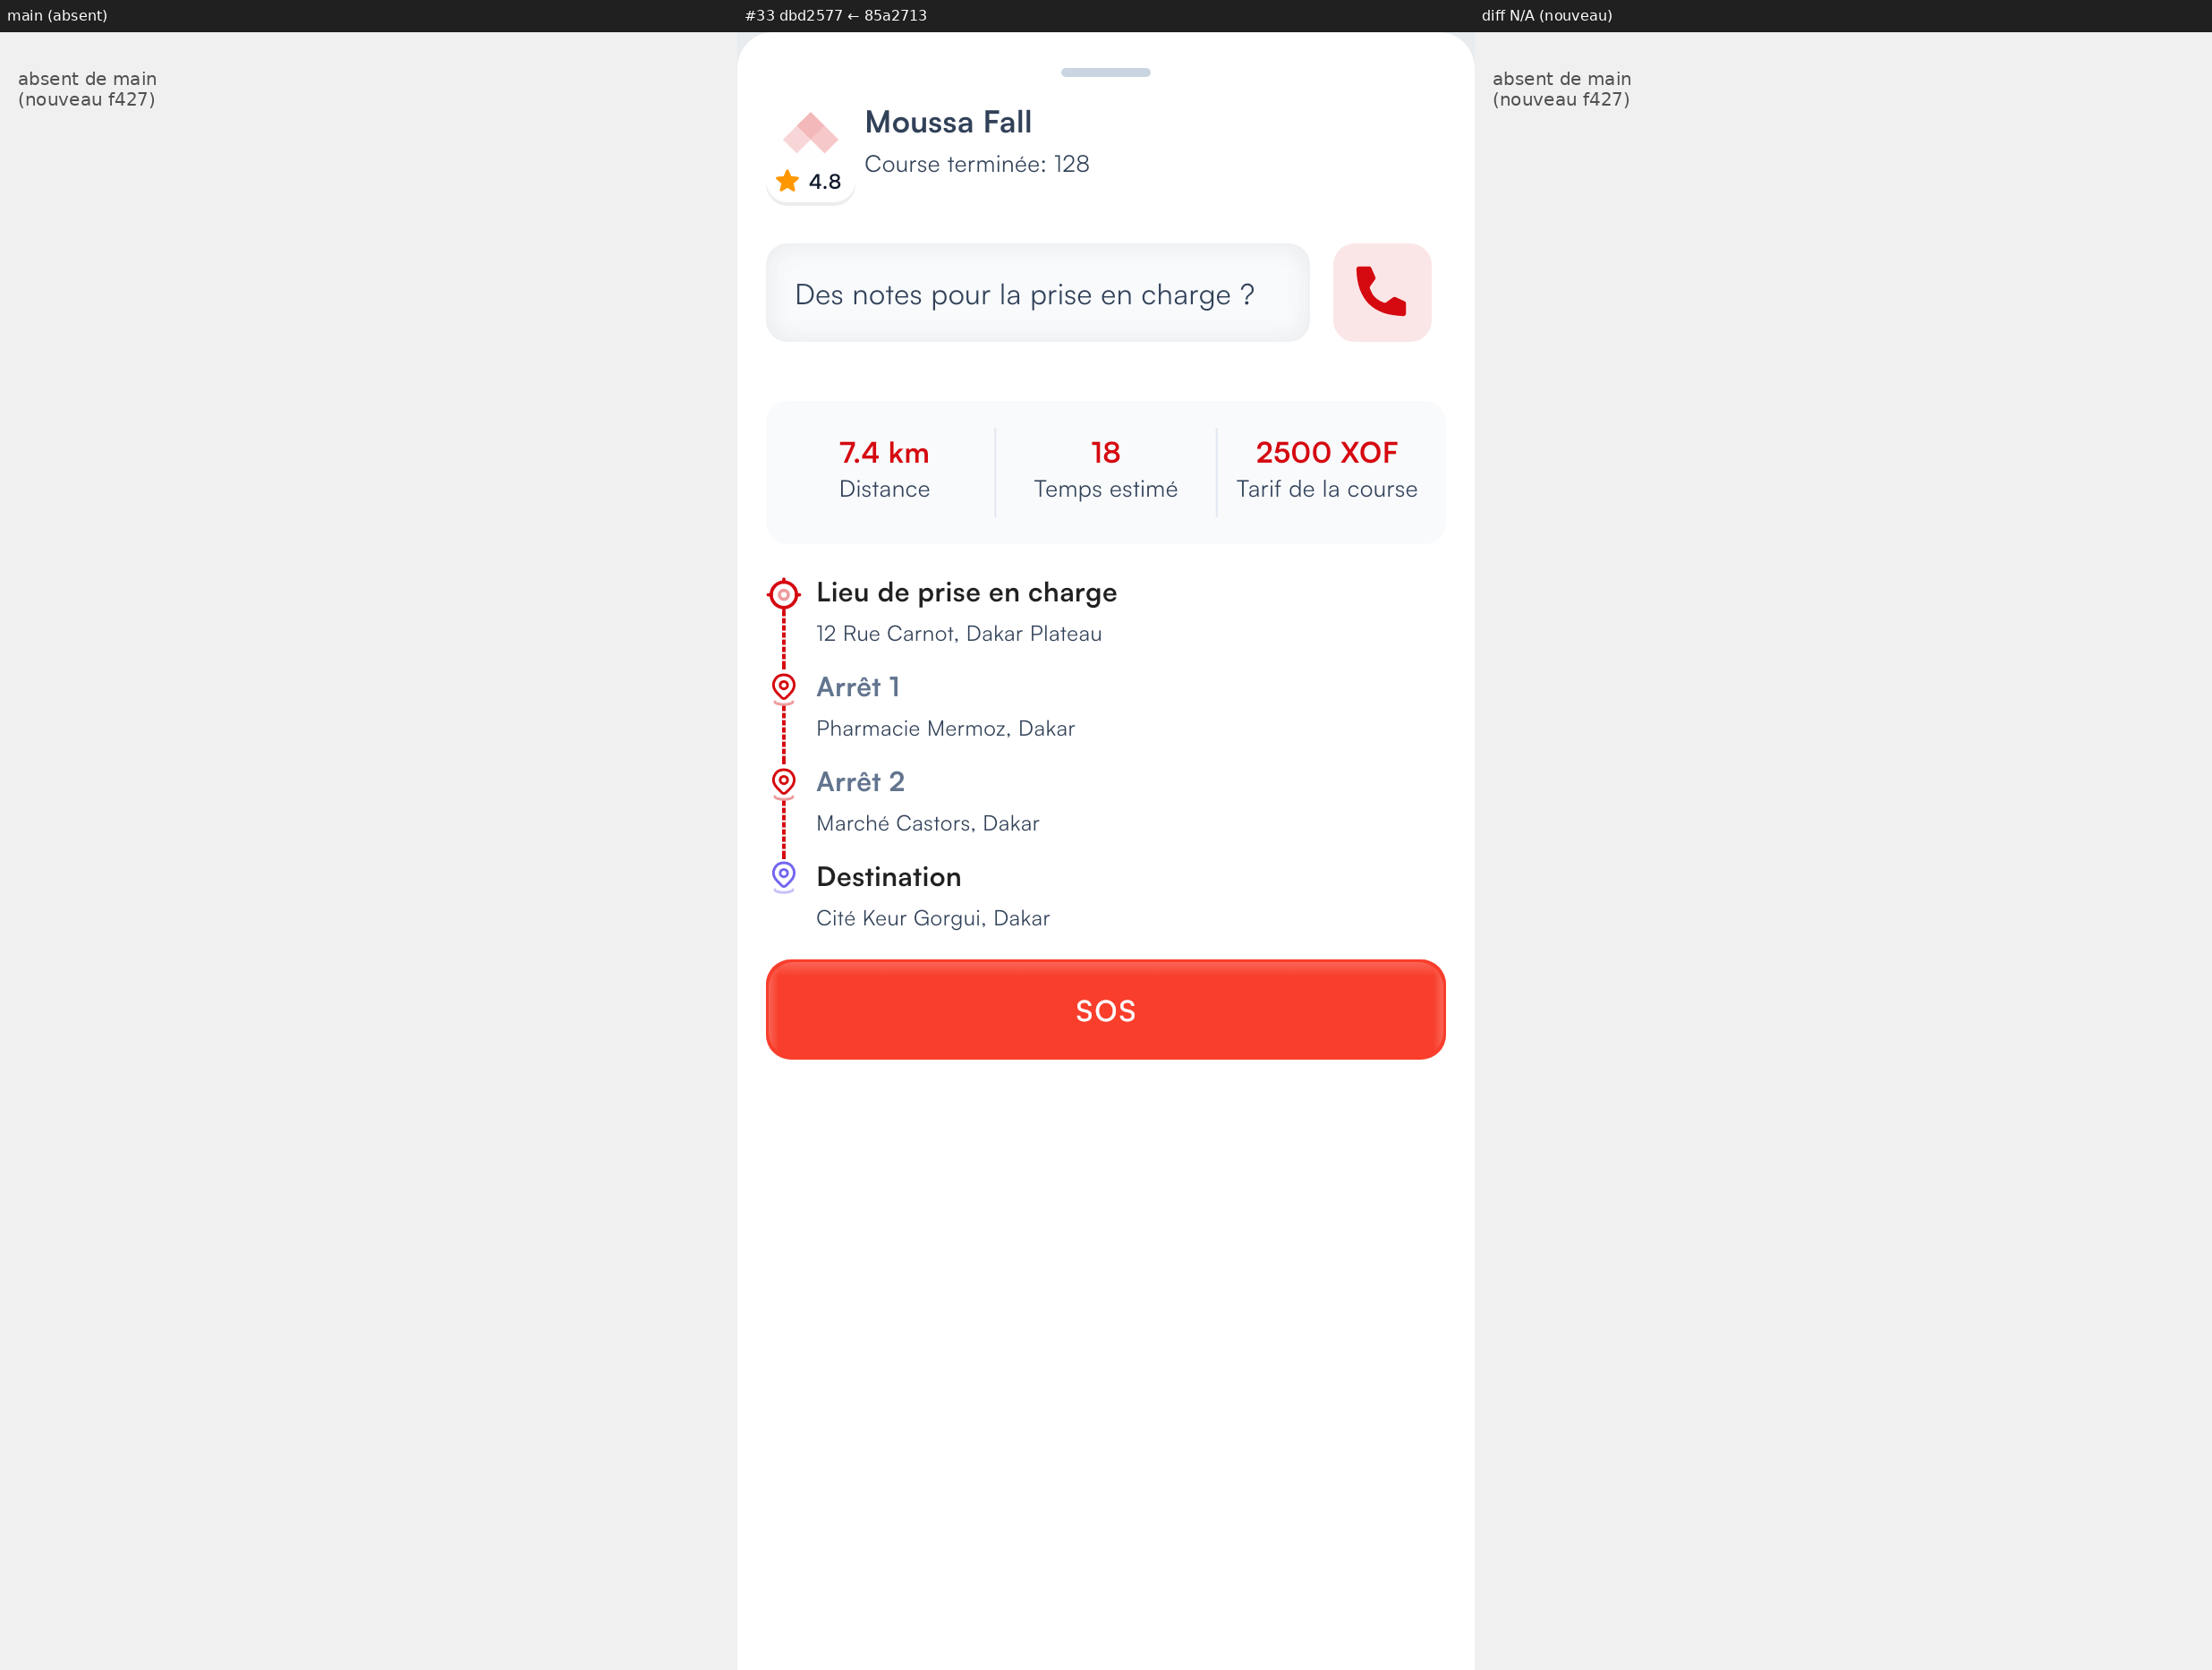 main (absent)
#33 dbd2577 ← 85a2713
diff N/A (nouveau)
absent de main
(nouveau f427)
absent de main
(nouveau f427)
Moussa Fall
Course terminée: 128
4.8
Des notes pour la prise en charge ?
7.4 km
Distance
18
Temps estimé
2500 XOF
Tarif de la course
Lieu de prise en charge
12 Rue Carnot, Dakar Plateau
Arrêt 1
Pharmacie Mermoz, Dakar
Arrêt 2
Marché Castors, Dakar
Destination
Cité Keur Gorgui, Dakar
SOS